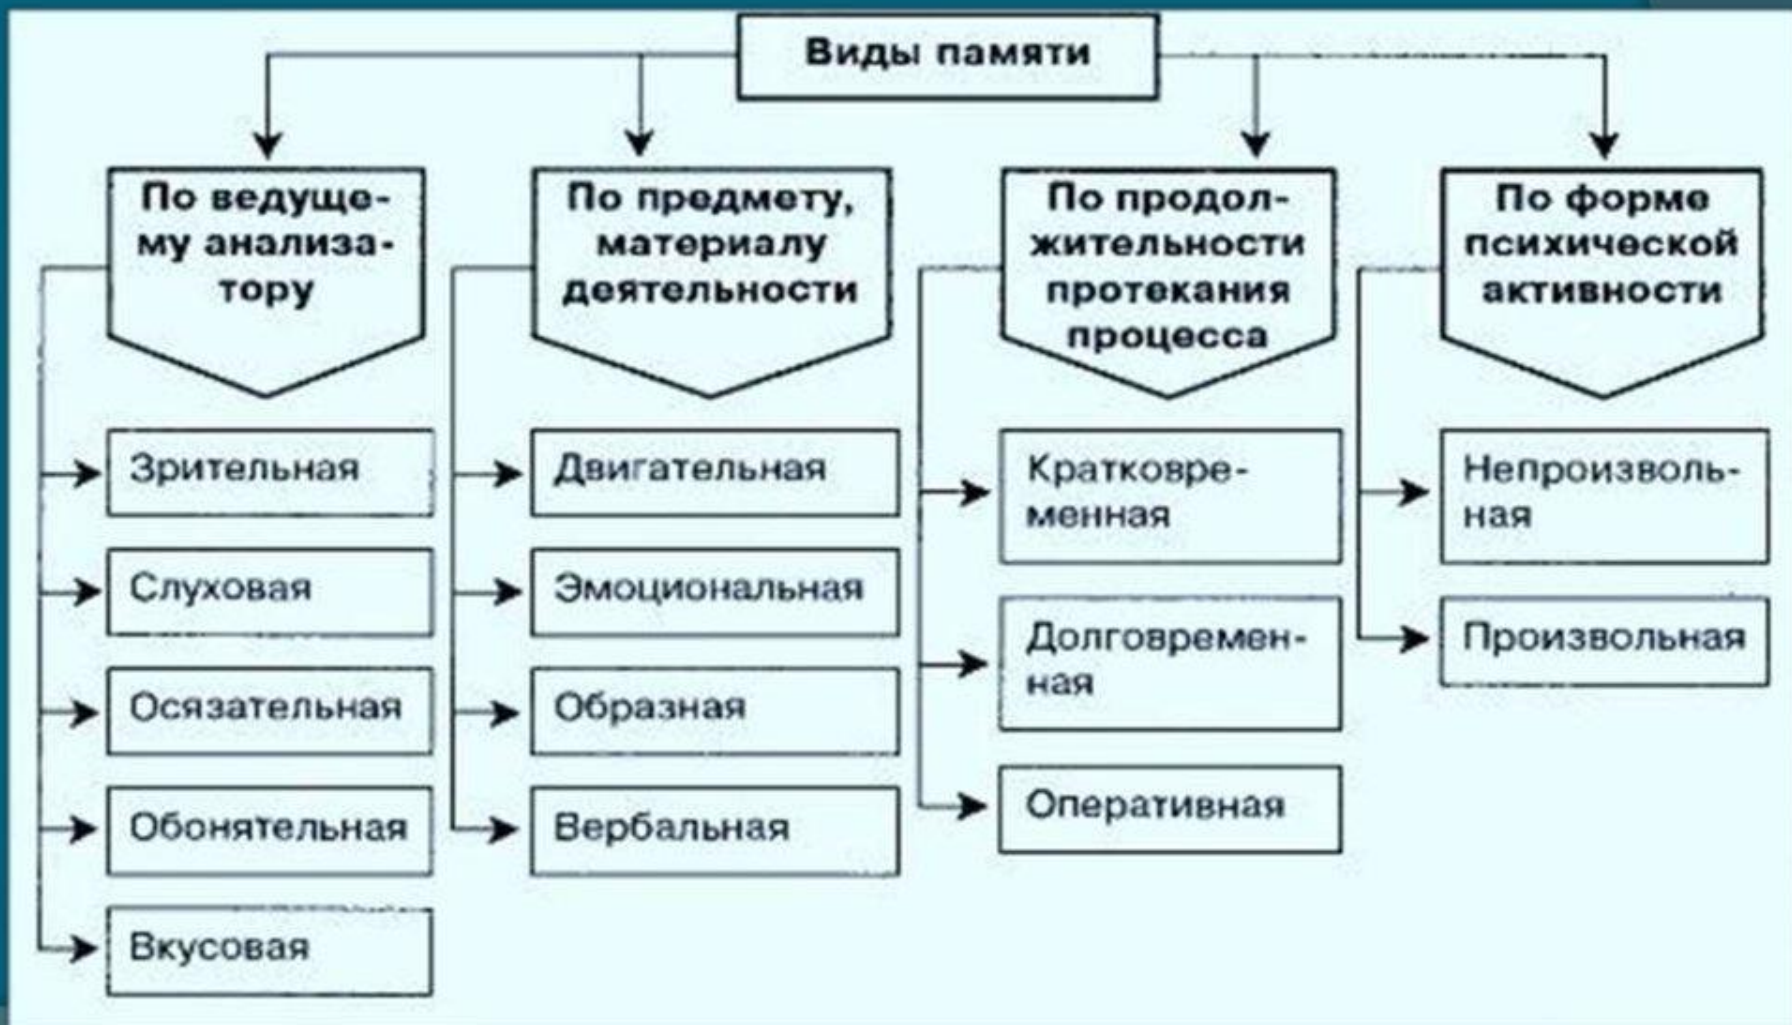 Виды памяти
По ведуще-
му анализа-
тору
Зрительная
Слуховая
Осязательная
Обонятельная
Вкусовая
По предмету,
материалу
деятельности
Двигательная
Эмоциональная
Образная
Вербальная
По продол-
жительности
протекания
процесса
Кратковре-
менная
Долговремен-
ная
Оперативная
По форме
психической
активности
Непроизволь-
ная
Произвольная